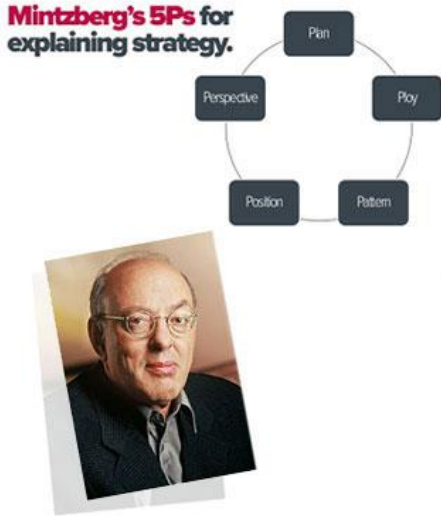 Mintzberg's 5Ps for
explaining strategy.
Plan
Perspective
Ploy
Position
Pattern